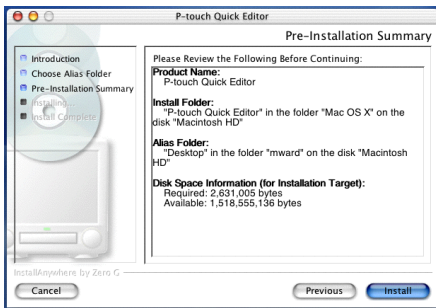 P-touch Quick Editor
Pre-Installation Summary
Introduction
Choose Alias Folder
Pre-Installation Summary
Installing...
Install Complete
Please Review the Following Before Continuing:
Product Name:
P-touch Quick Editor
Install Folder:
"P-touch Quick Editor" in the folder "Mac OS X" on the
disk "Macintosh HD"
Alias Folder:
"Desktop" in the folder "mward" on the disk "Macintosh
HD"
Disk Space Information (for Installation Target):
Required: 2,631,005 bytes
Available: 1,518,555,136 bytes
InstallAnywhere by Zero G
Cancel
Previous
Install